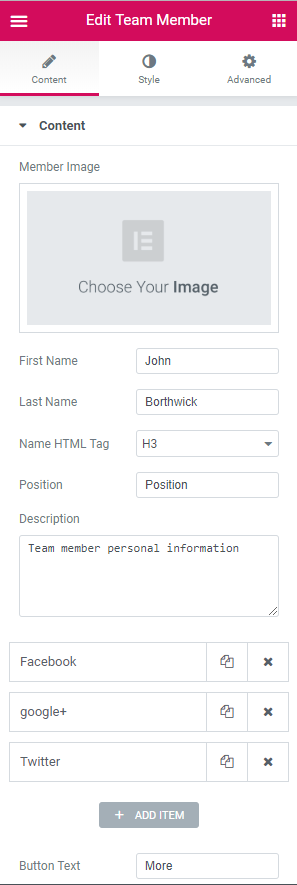 Edit Team Member
Content Style Advanced
Content
Member Image
Choose Your Image
First Name John
Last Name Borthwick
Name HTML Tag H3
Position Position
Description
Team member personal information
Facebook
google+
Twitter
+ ADD ITEM
Button Text More